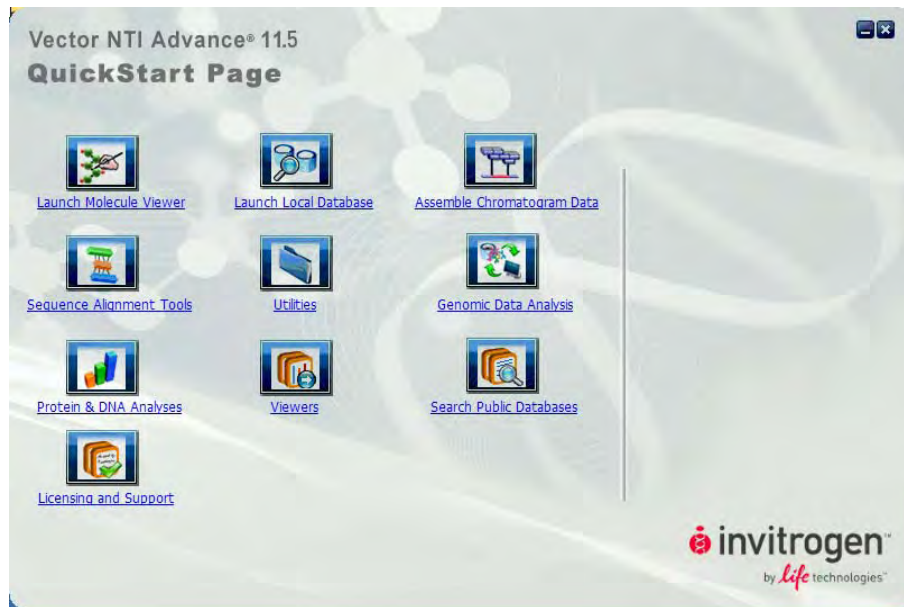 Vector NTI Advance® 11.5
QuickStart Page
Launch Molecule Viewer
Launch Local Database
Assemble Chromatogram Data
Sequence Alignment Tools
Utilities
Genomic Data Analysis
Protein & DNA Analyses
Viewers
Search Public Databases
Licensing and Support
invitrogen™
by life technologies™